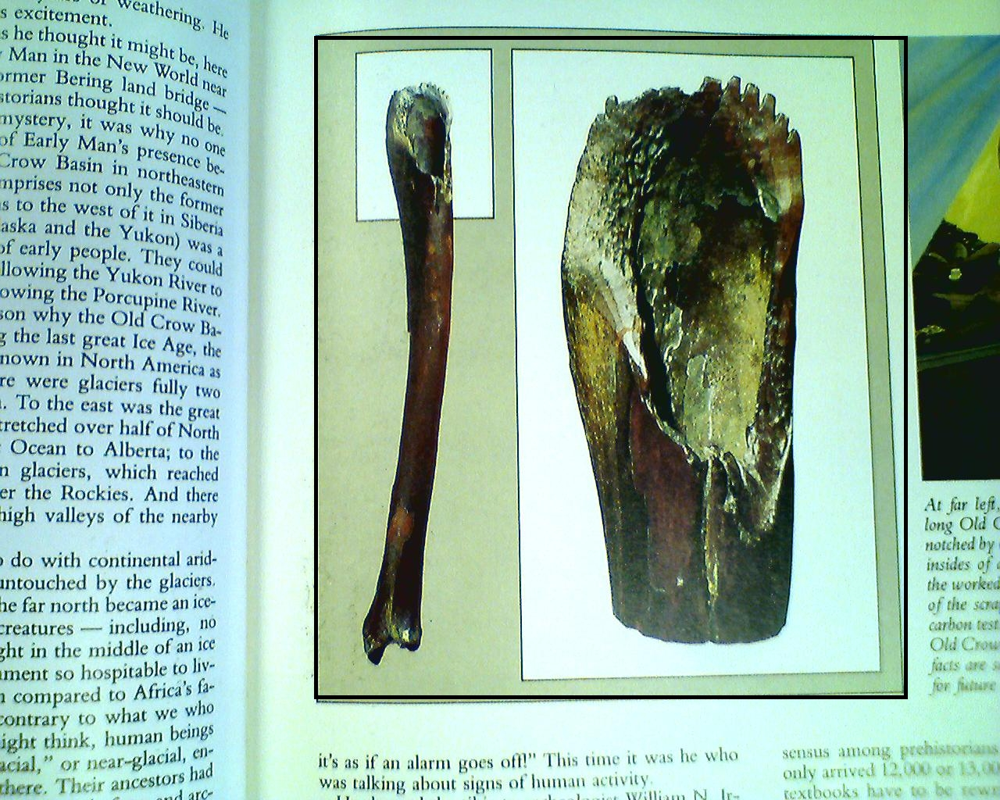 of weathering. He
s excitement.
s he thought it might be, here
Man in the New World near
ormer Bering land bridge —
storians thought it should be.
mystery, it was why no one
of Early Man's presence be-
Crow Basin in northeastern
mprises not only the former
s to the west of it in Siberia
aska and the Yukon) was a
of early people. They could
llowing the Yukon River to
owing the Porcupine River.
son why the Old Crow Ba-
g the last great Ice Age, the
nown in North America as
re were glaciers fully two
. To the east was the great
tretched over half of North
Ocean to Alberta; to the
n glaciers, which reached
er the Rockies. And there
high valleys of the nearby
o do with continental arid-
untouched by the glaciers.
he far north became an ice-
creatures — including, no
ght in the middle of an ice
nment so hospitable to liv-
n compared to Africa's fa-
contrary to what we who
ight think, human beings
acial," or near-glacial, en-
there. Their ancestors had
and arc-
it's as if an alarm goes off!" This time it was he who
was talking about signs of human activity.
William N. Ir-
At far left,
long Old C
notched by
insides of a
the worked
of the scra
carbon test
Old Crow
facts are s
for future
sensus among prehistorians
only arrived 12,000 or 13,00
textbooks have to be rewr